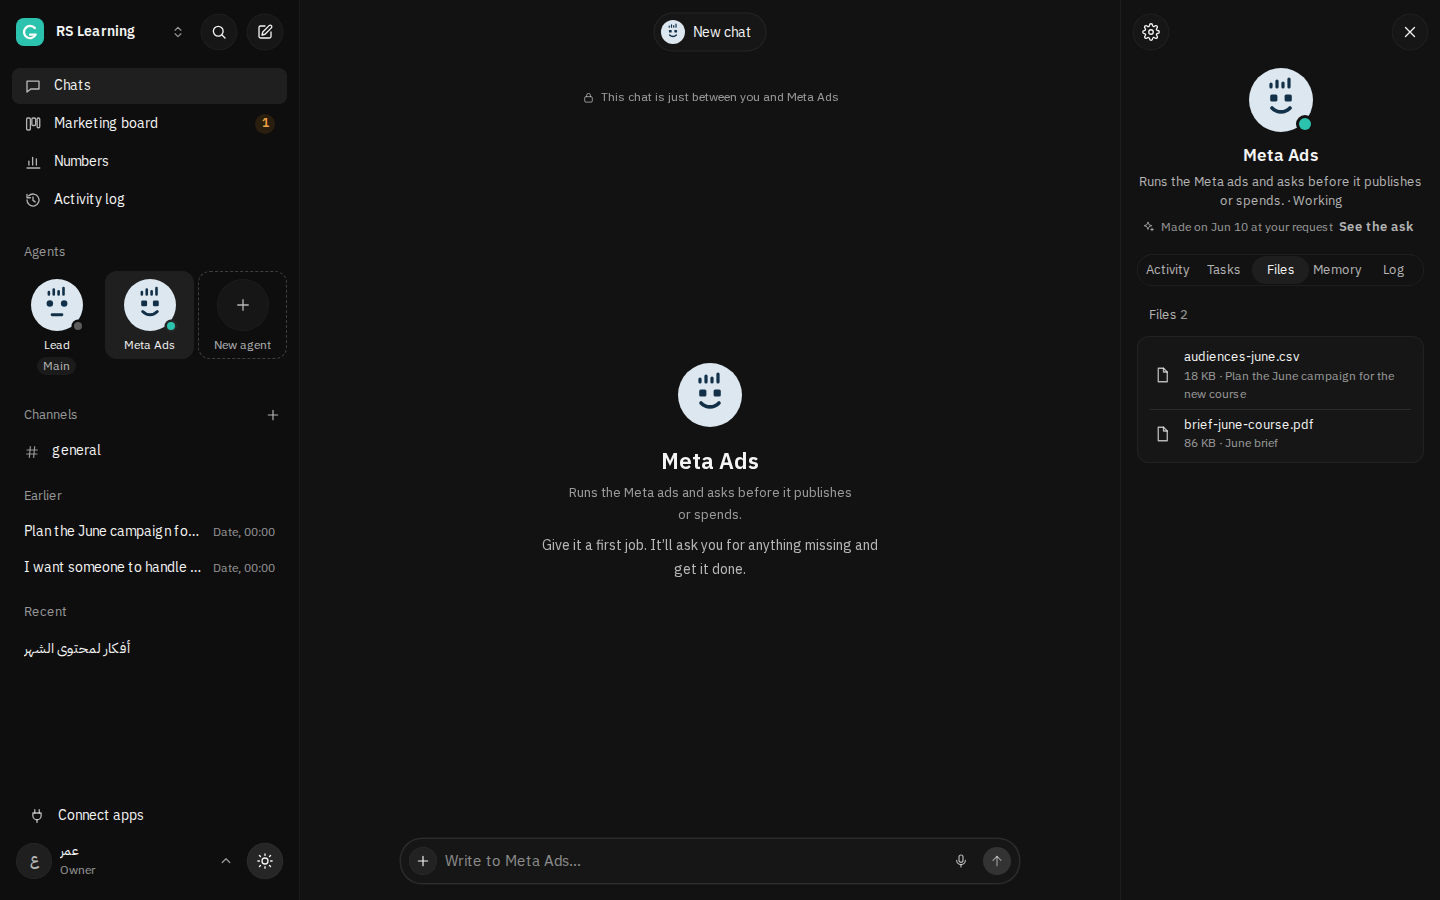 RS Learning
Chats
Marketing board
1
Numbers
Activity log
Agents
Lead
Main
Meta Ads
New agent
Channels
general
Earlier
Plan the June campaign fo...
Date, 00:00
I want someone to handle ...
Date, 00:00
Recent
أفكار لمحتوى الشهر
Connect apps
ع
عمر
Owner
New chat
This chat is just between you and Meta Ads
Meta Ads
Runs the Meta ads and asks before it publishes
or spends.
Give it a first job. It'll ask you for anything missing and
get it done.
Write to Meta Ads...
Meta Ads
Runs the Meta ads and asks before it publishes
or spends. · Working
Made on Jun 10 at your request See the ask
Activity
Tasks
Files
Memory
Log
Files 2
audiences-june.csv
18 KB · Plan the June campaign for the
new course
brief-june-course.pdf
86 KB · June brief